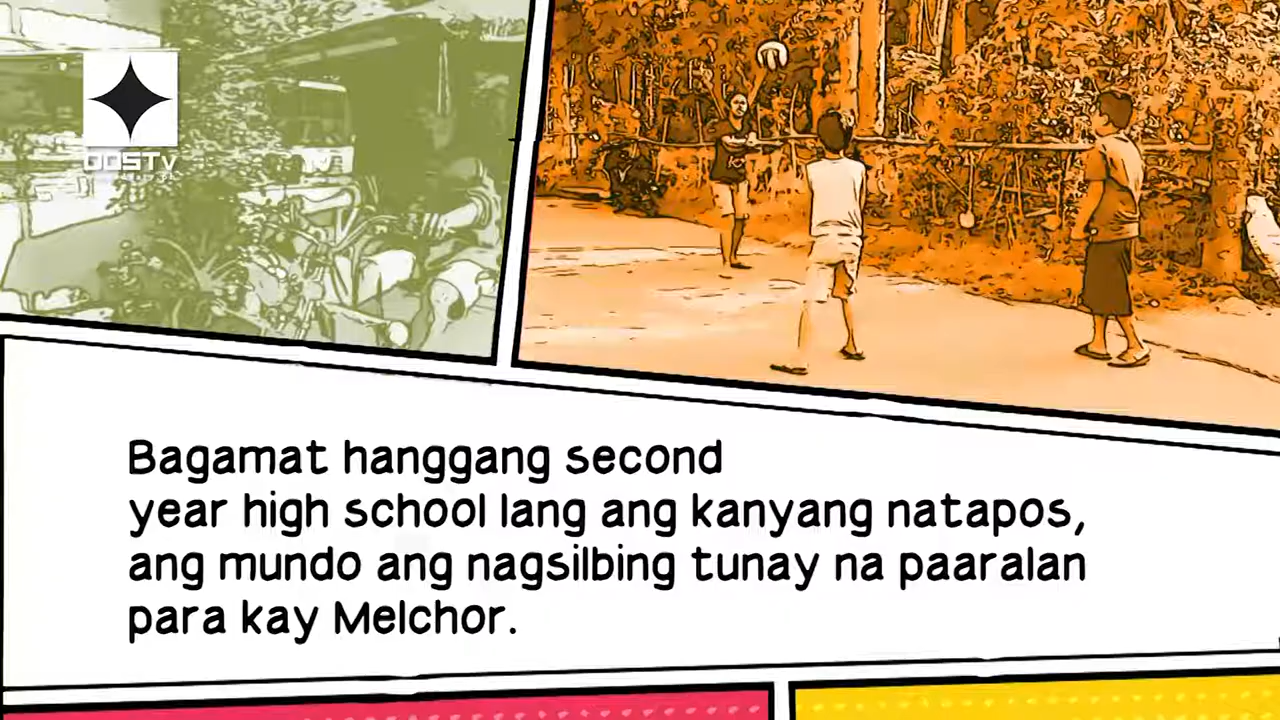 OOSTV
Bagamat hanggang second
year high school lang ang kanyang natapos,
ang mundo ang nagsilbing tunay na paaralan
para kay Melchor.